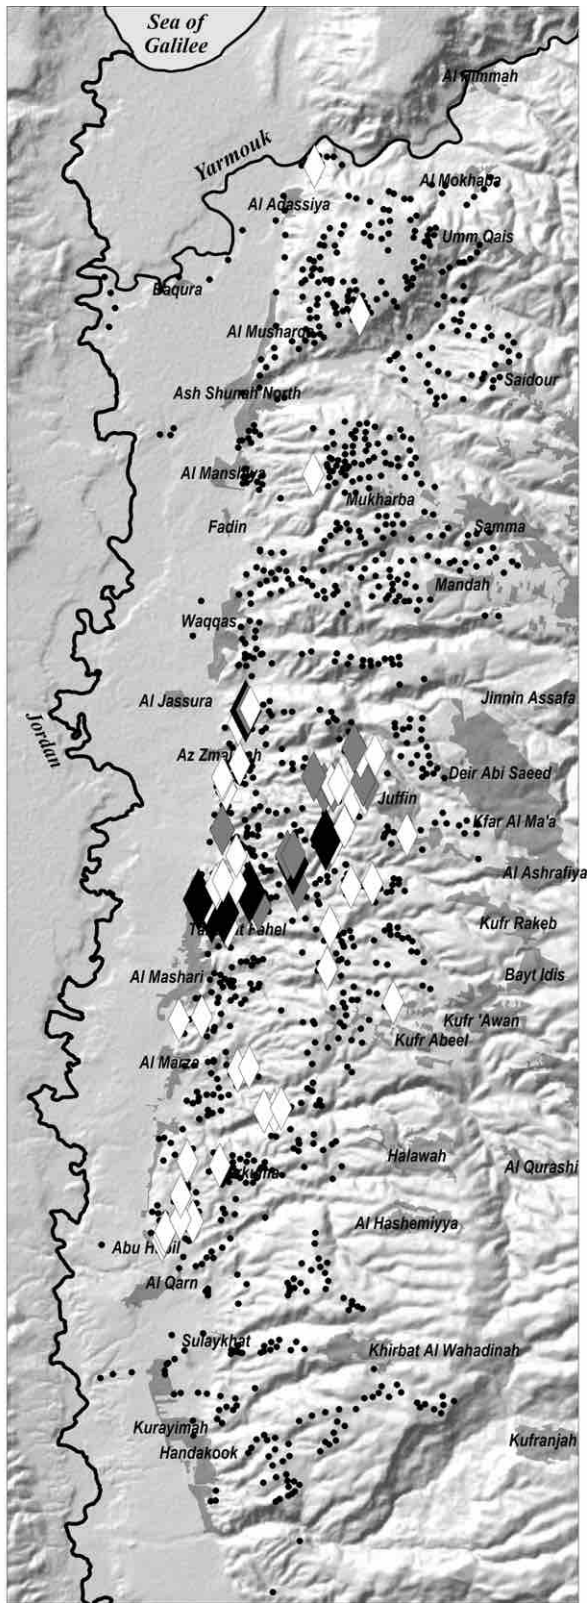 Sea of
Galilee
Al Himmah
Yarmouk
Al Mokhaba
Al Adassiya
Umm Qais
Baqura
Al Musharqa
Saidour
Ash Shunah North
Al Manshiya
Mukharba
Fadin
Samma
Mandah
Waqqas
Al Jassura
Jinnin Assafa
Jordan
Deir Abi Saeed
Juffin
Kfar Al Ma'a
Al Ashrafiya
Kufr Rakeb
Al Mashari
Bayt Idis
Kufr 'Awan
Kufr Abeel
Al Marza
Halawah
Al Qurashi
Al Hashemiyya
Al Qarn
Sulaykhat
Khirbat Al Wahadinah
Kurayimah
Kufranjah
Handakook